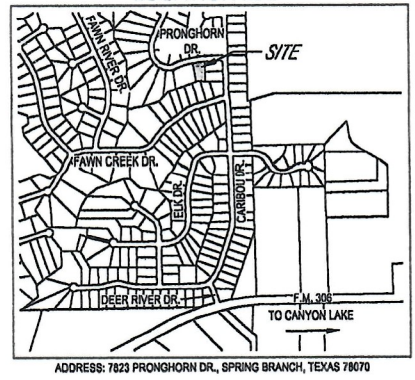 PRONGHORN
DR.
SITE
FAWN RIVER DR.
FAWN CREEK DR.
ELK DR.
CARIBOU DR.
DEER RIVER DR.
F.M. 306
TO CANYON LAKE
ADDRESS: 7823 PRONGHORN DR., SPRING BRANCH, TEXAS 78070